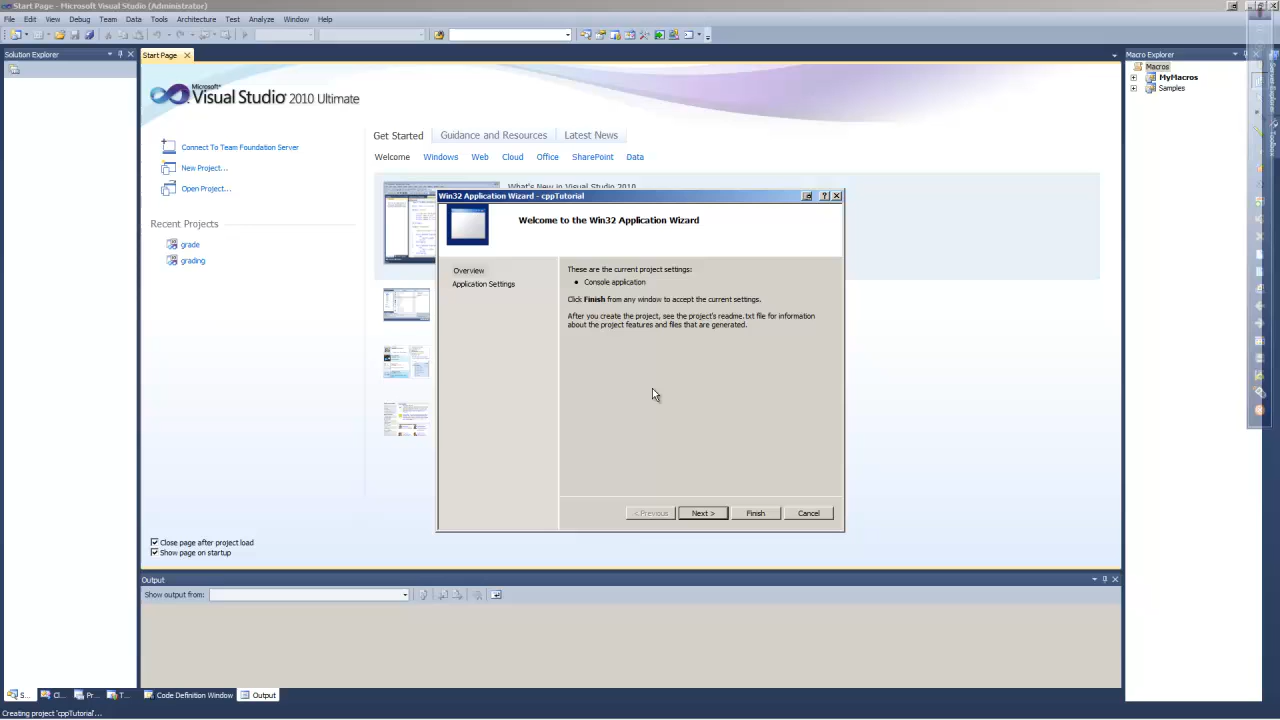 Start Page - Microsoft Visual Studio (Administrator)
File Edit View Debug Team Data Tools Architecture Test Analyze Window Help
Solution Explorer
Start Page
Macro Explorer
Macros
MyMacros
Samples
Microsoft
Visual Studio 2010 Ultimate
Connect To Team Foundation Server
New Project...
Open Project...
Recent Projects
grade
grading
Get Started Guidance and Resources Latest News
Welcome Windows Web Cloud Office SharePoint Data
What's New in Visual Studio 2010
Win32 Application Wizard - cppTutorial
Welcome to the Win32 Application Wizard
Overview
Application Settings
These are the current project settings:
Console application
Click Finish from any window to accept the current settings.
After you create the project, see the project's readme.txt file for information
about the project features and files that are generated.
< Previous Next > Finish Cancel
Close page after project load
Show page on startup
Output
Show output from:
S... Cl... Pr... T... Code Definition Window Output
Creating project 'cppTutorial'...